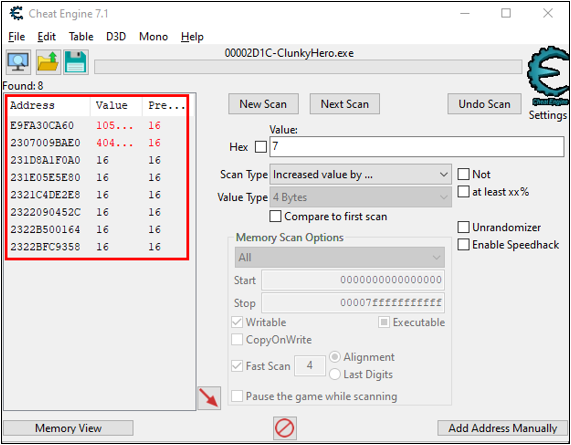 Cheat Engine 7.1
File Edit Table D3D Mono Help
00002D1C-ClunkyHero.exe
Found: 8
Address Value Pre...
E9FA30CA60 105... 16
2307009BAE0 404... 16
231D8A1F0A0 16 16
231E05E5E80 16 16
2321C4DE2E8 16 16
2322090452C 16 16
2322B500164 16 16
2322BFC9358 16 16
New Scan Next Scan Undo Scan
Cheat Engine
Settings
Value:
Hex 7
Scan Type Increased value by ... Not
Value Type 4 Bytes at least xx%
Compare to first scan
Unrandomizer
Memory Scan Options Enable Speedhack
All
Start 0000000000000000
Stop 00007fffffffffff
Writable Executable
CopyOnWrite
Fast Scan 4 Alignment
Last Digits
Pause the game while scanning
Memory View Add Address Manually